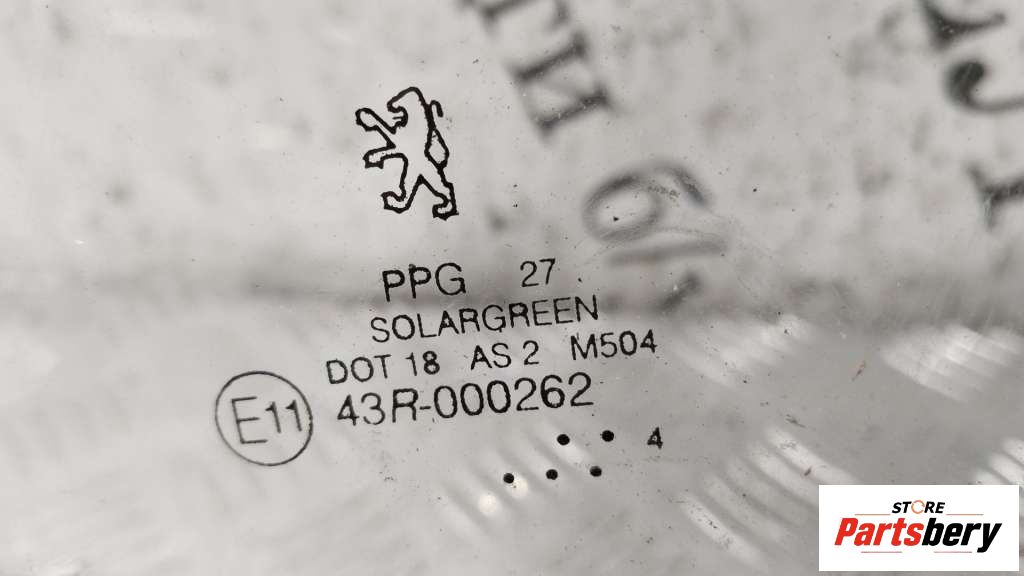 PPG 27
SOLARGREEN
DOT 18 AS 2 M504
E11 43R-000262
4
STORE
Partsbery